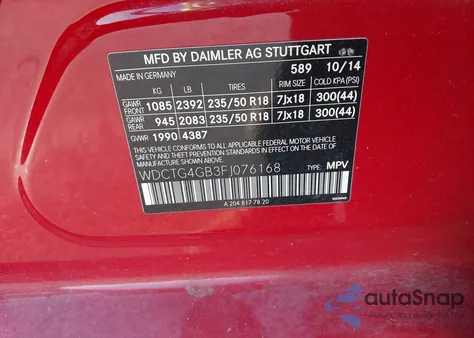 MFD BY DAIMLER AG STUTTGART
MADE IN GERMANY 589 10/14
KG LB TIRES RIM SIZE COLD KPA(PSI)
GAWR FRONT 1085 2392 235/50 R18 7Jx18 300(44)
GAWR REAR 945 2083 235/50 R18 7Jx18 300(44)
GVWR 1990 4387
THIS VEHICLE CONFORMS TO ALL
APPLICABLE FEDERAL MOTOR VEHICLE
SAFETY, BUMPER, AND THEFT
PREVENTION STANDARDS IN EFFECT
ON THE DATE OF MANUFACTURE
SHOWN ABOVE.
WDCTG4GB3FJ076168 TYPE: MPV
A 204 817 78 20
autoSnap